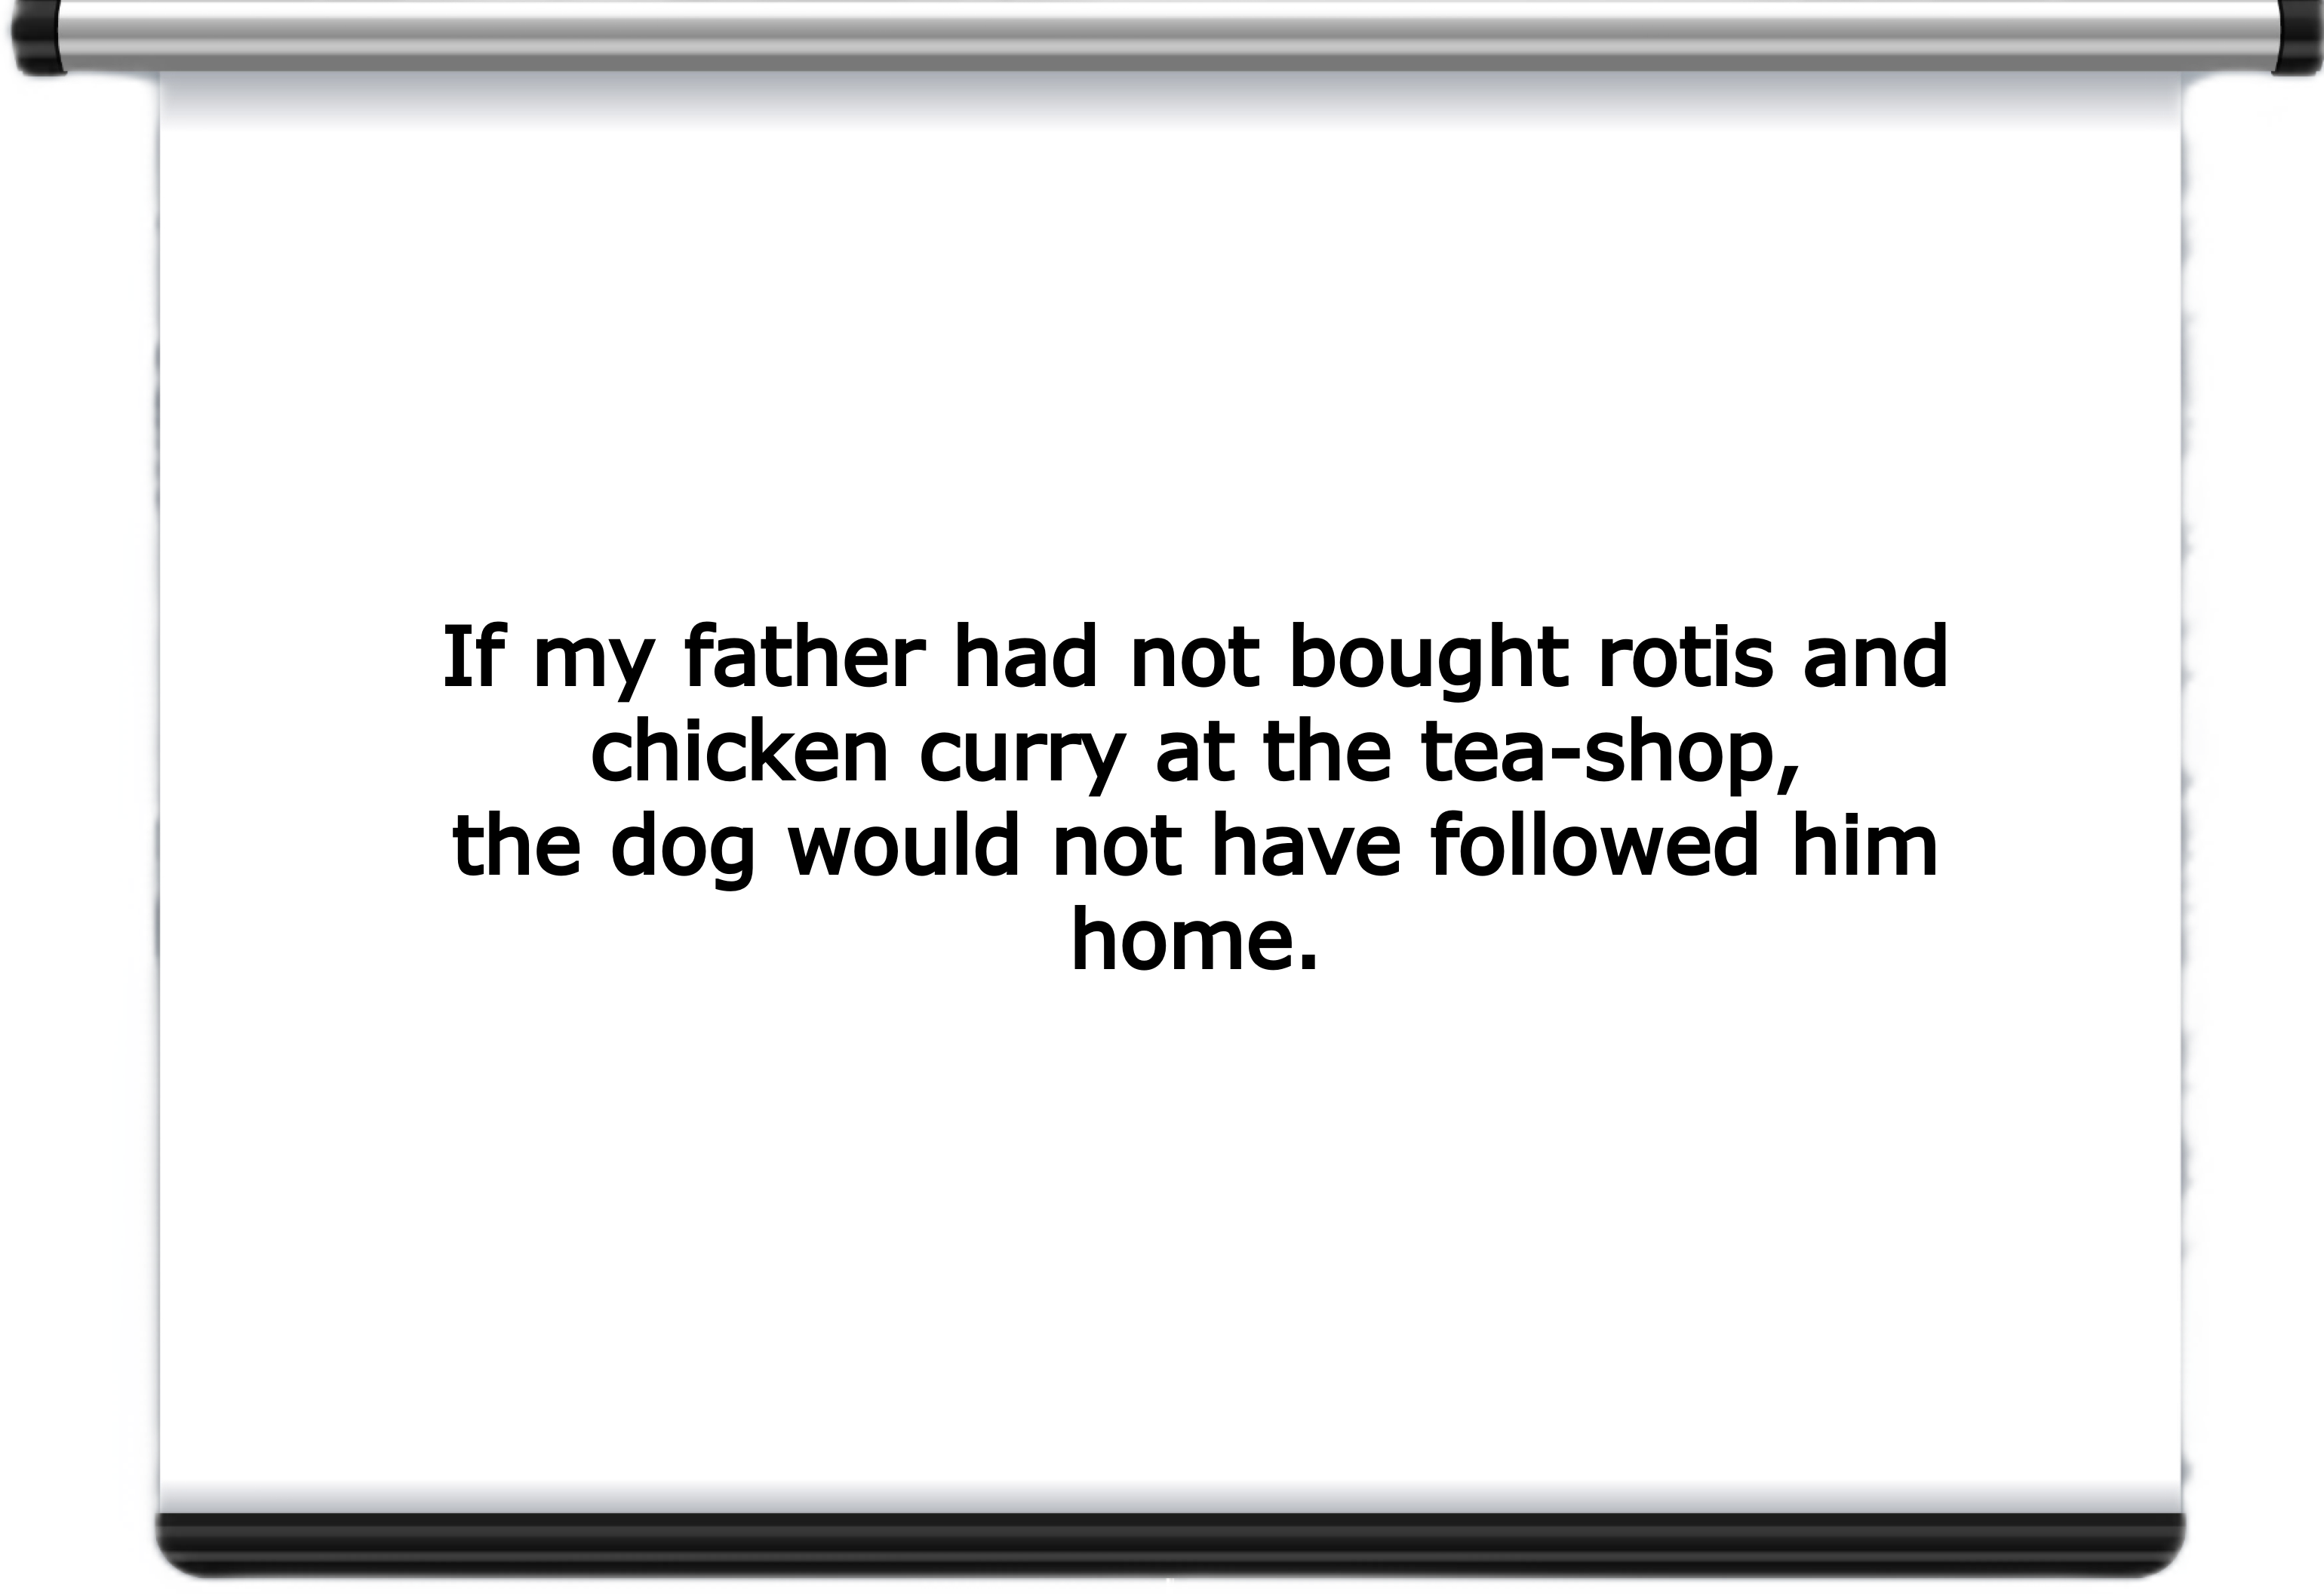 If my father had not bought rotis and
chicken curry at the tea-shop,
the dog would not have followed him
home.